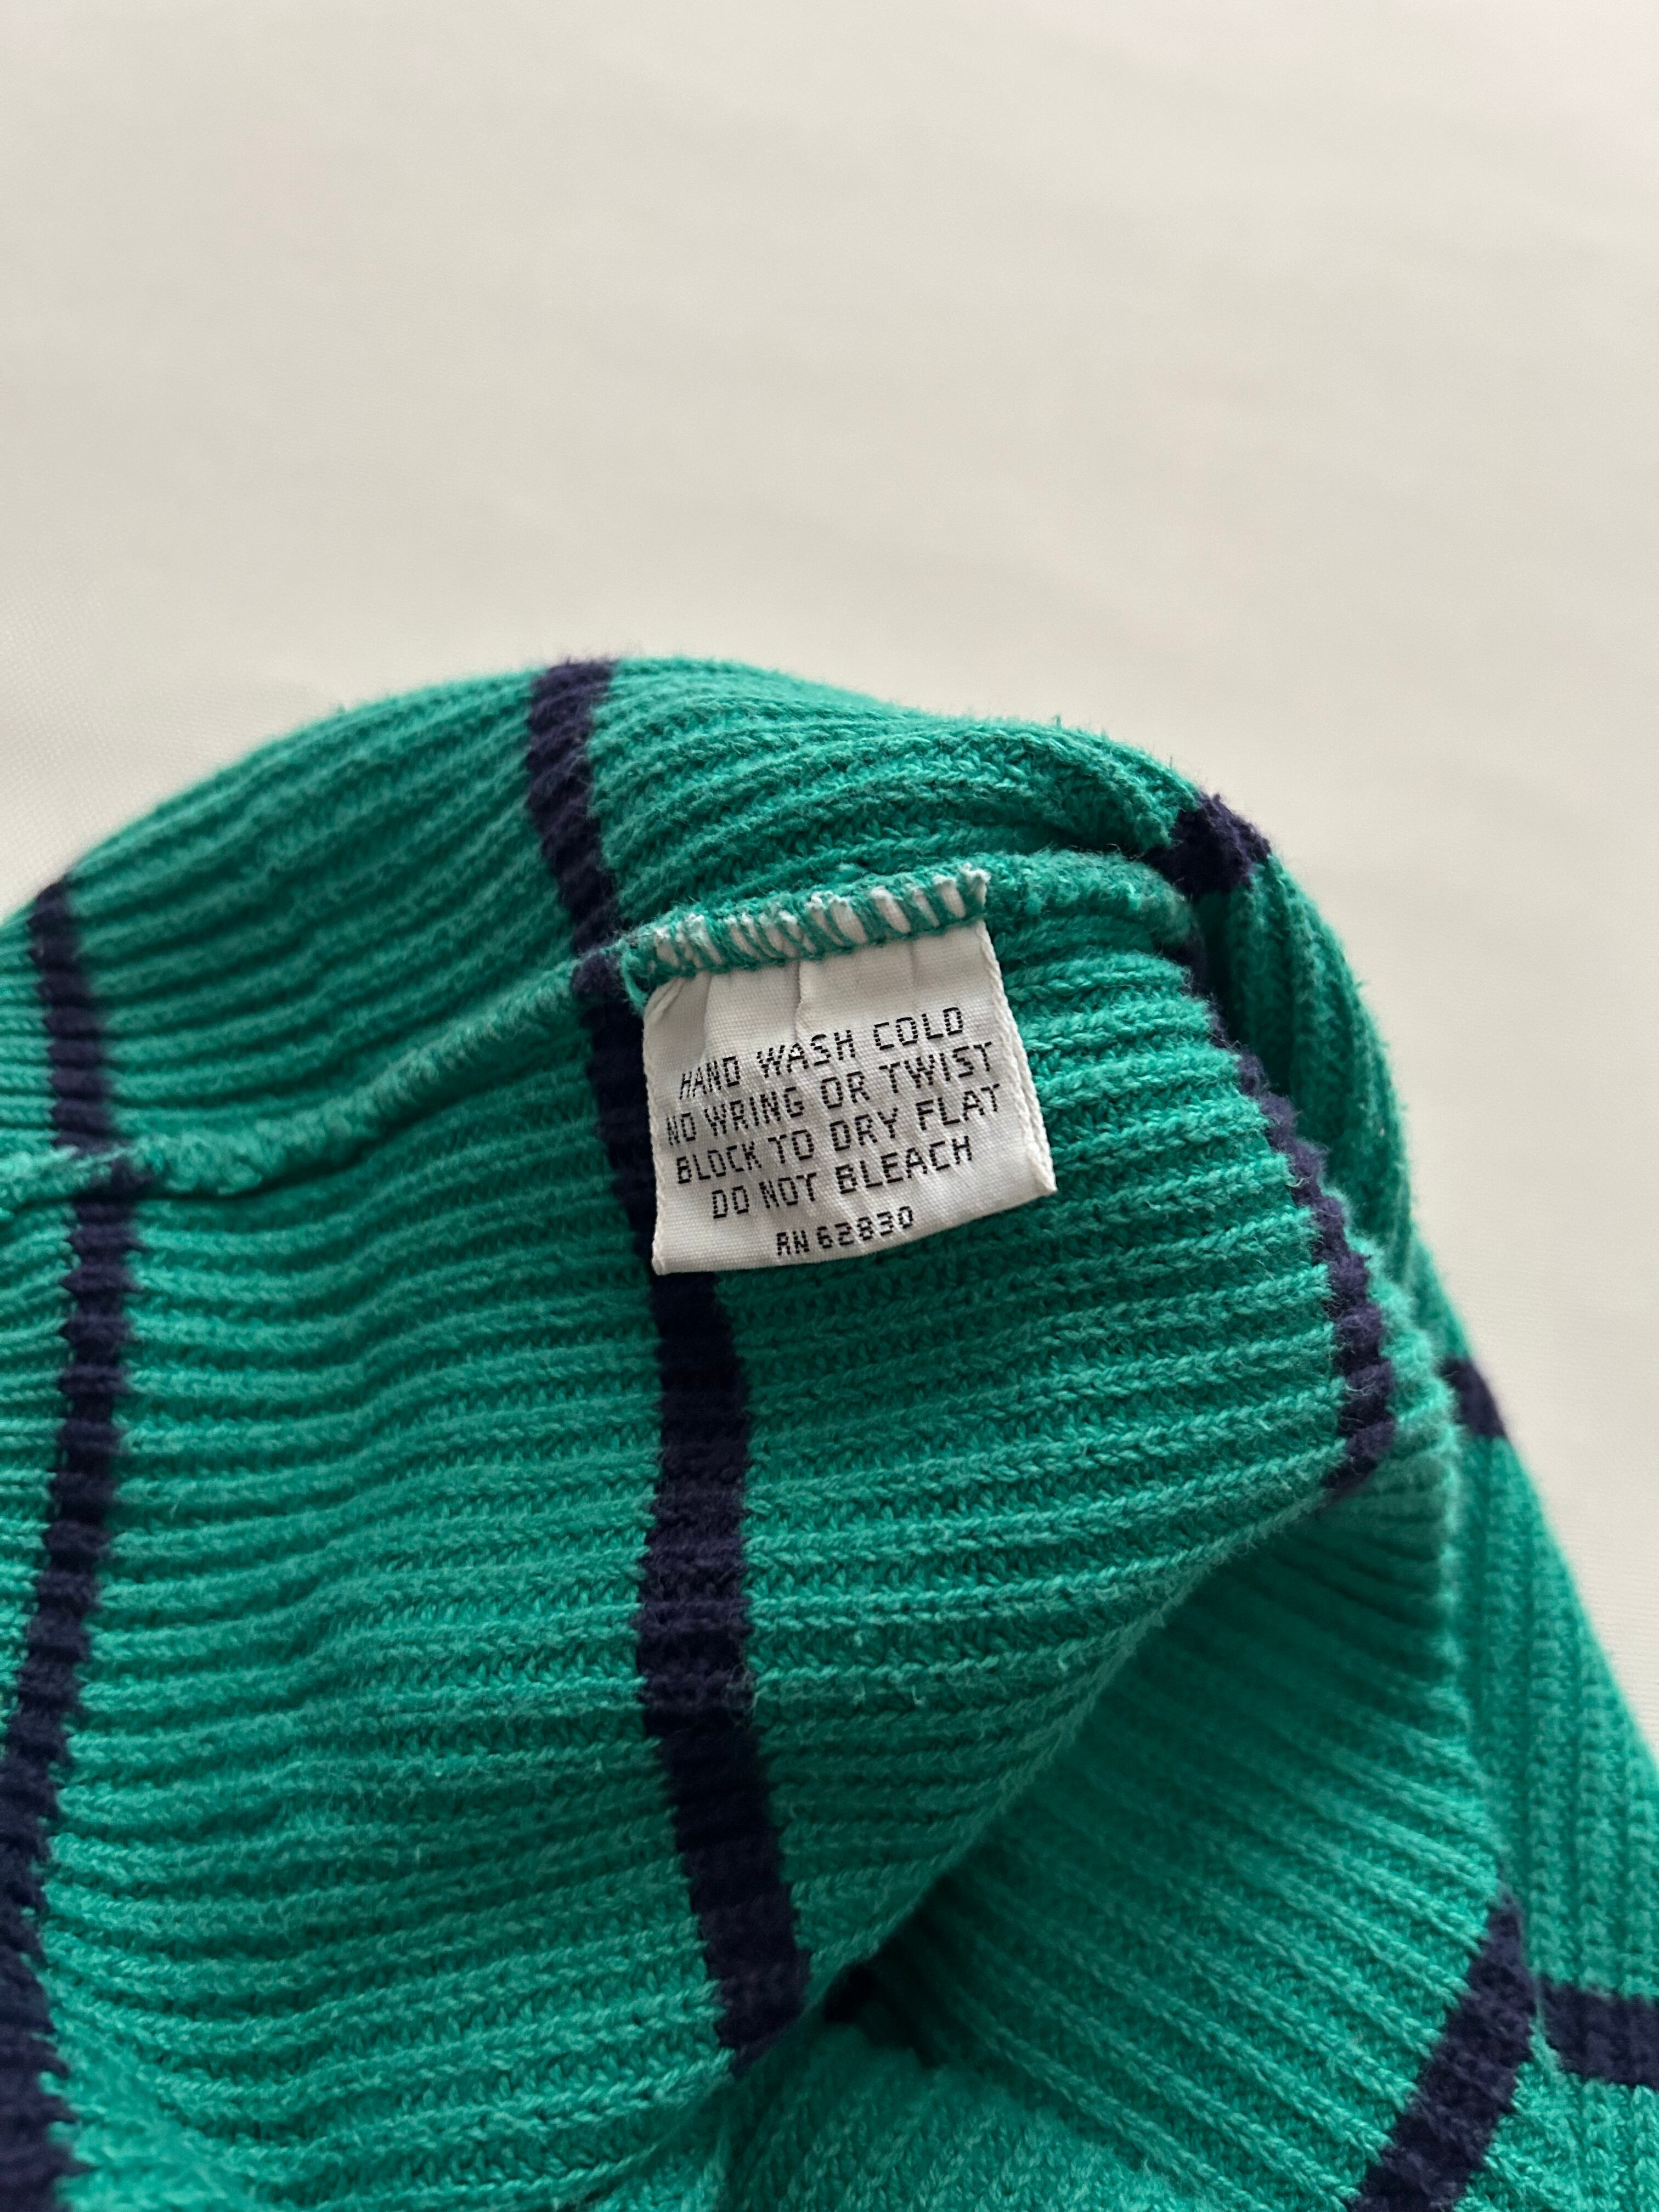 HAND WASH COLD
NO WRING OR TWIST
BLOCK TO DRY FLAT
DO NOT BLEACH
RN 62830